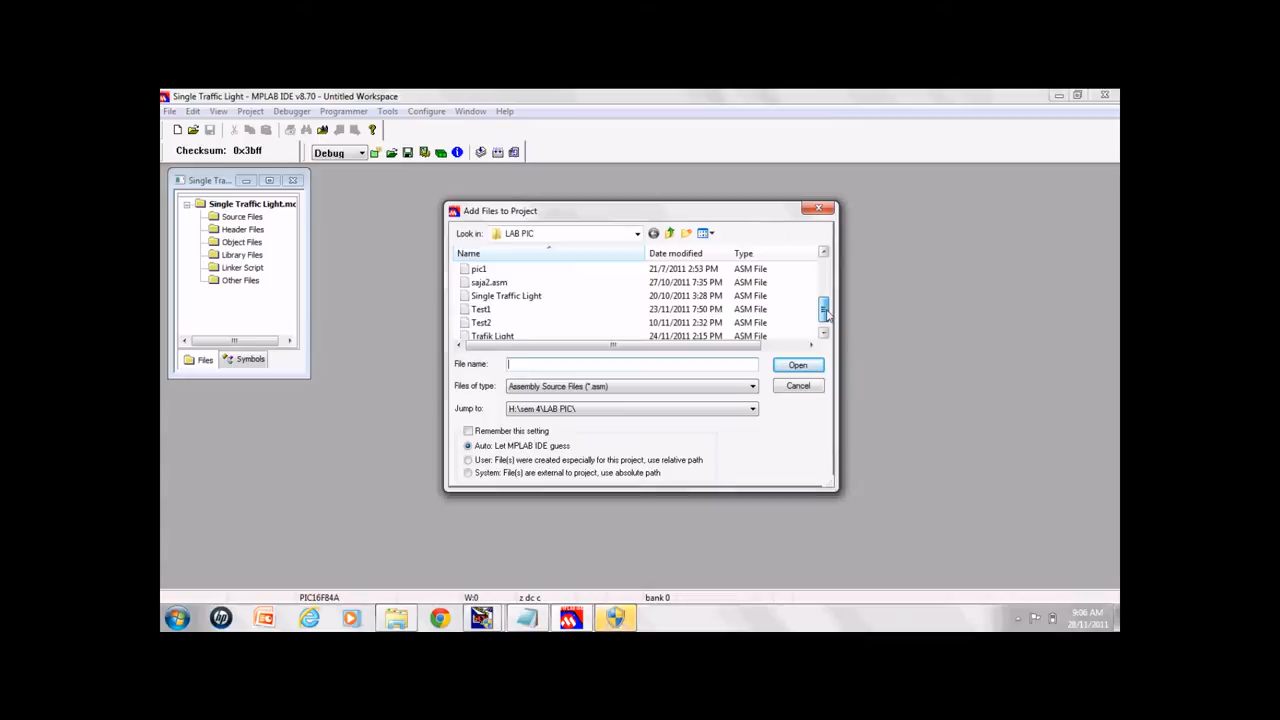 Single Traffic Light - MPLAB IDE v8.70 - Untitled Workspace
File Edit View Project Debugger Programmer Tools Configure Window Help
Checksum: 0x3bff
Debug
Single Tra...
Single Traffic Light.mc
Source Files
Header Files
Object Files
Library Files
Linker Script
Other Files
Files Symbols
Add Files to Project
Look in: LAB PIC
Name Date modified Type
pic1 21/7/2011 2:53 PM ASM File
saja2.asm 27/10/2011 7:35 PM ASM File
Single Traffic Light 20/10/2011 3:28 PM ASM File
Test1 23/11/2011 7:50 PM ASM File
Test2 10/11/2011 2:32 PM ASM File
Trafik Light 24/11/2011 2:15 PM ASM File
File name: Open
Files of type: Assembly Source Files (*.asm) Cancel
Jump to: H:\sem 4\LAB PIC\
Remember this setting
Auto: Let MPLAB IDE guess
User: File(s) were created especially for this project, use relative path
System: File(s) are external to project, use absolute path
PIC16F84A W:0 z dc c bank 0
9:06 AM
28/11/2011